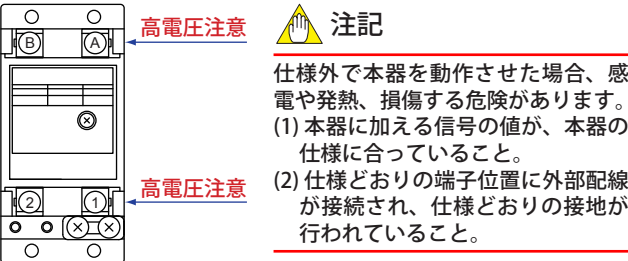 B
A
高電圧注意
2
1
高電圧注意
注記
仕様外で本器を動作させた場合、感
電や発熱、損傷する危険があります。
(1) 本器に加える信号の値が、本器の
仕様に合っていること。
(2) 仕様どおりの端子位置に外部配線
が接続され、仕様どおりの接地が
行われていること。